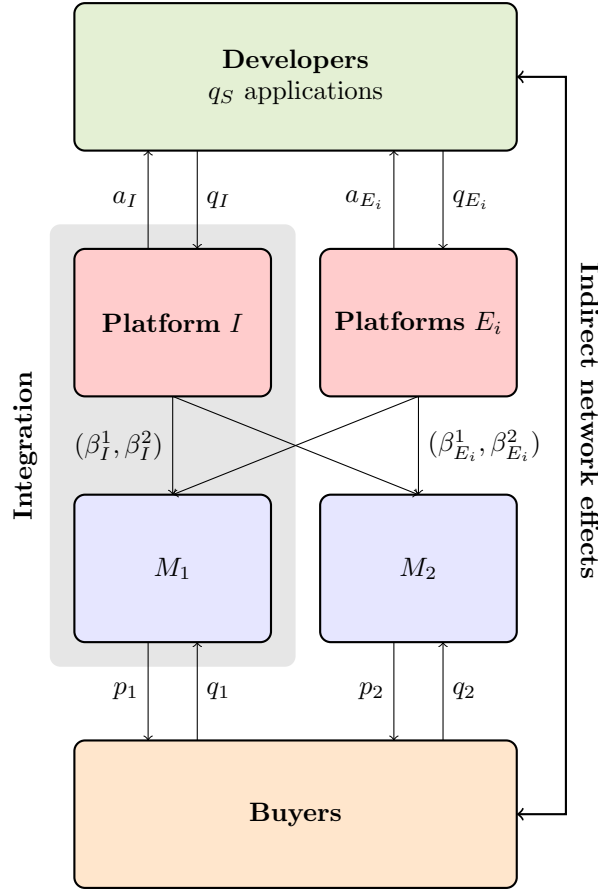 Developers
q_S applications
a_I
q_I
a_{E_i}
q_{E_i}
Platform I
Platforms E_i
Integration
(β_I^1, β_I^2)
(β_{E_i}^1, β_{E_i}^2)
Indirect network effects
M_1
M_2
p_1
q_1
p_2
q_2
Buyers